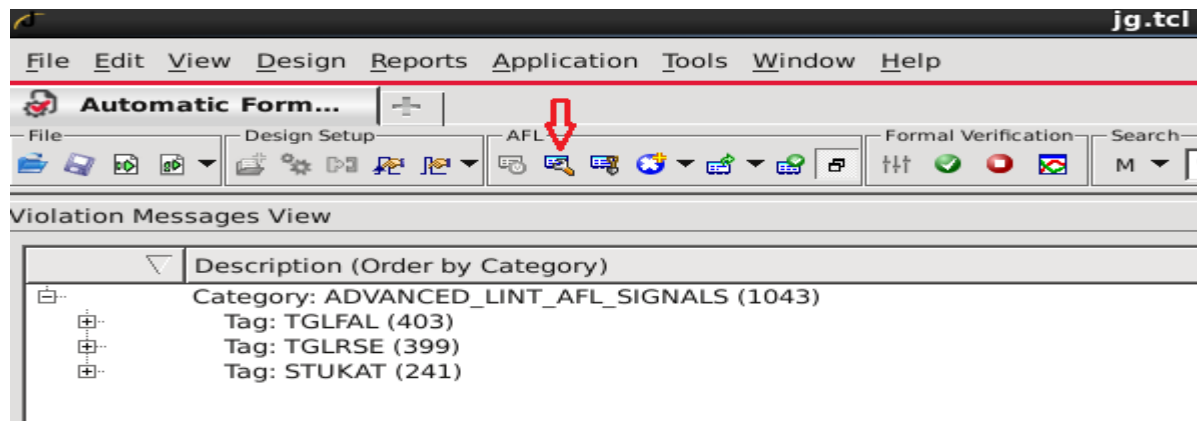 jg.tcl
File Edit View Design Reports Application Tools Window Help
Automatic Form...
File Design Setup AFL Formal Verification Search
M
Violation Messages View
Description (Order by Category)
Category: ADVANCED_LINT_AFL_SIGNALS (1043)
Tag: TGLFAL (403)
Tag: TGLRSE (399)
Tag: STUKAT (241)